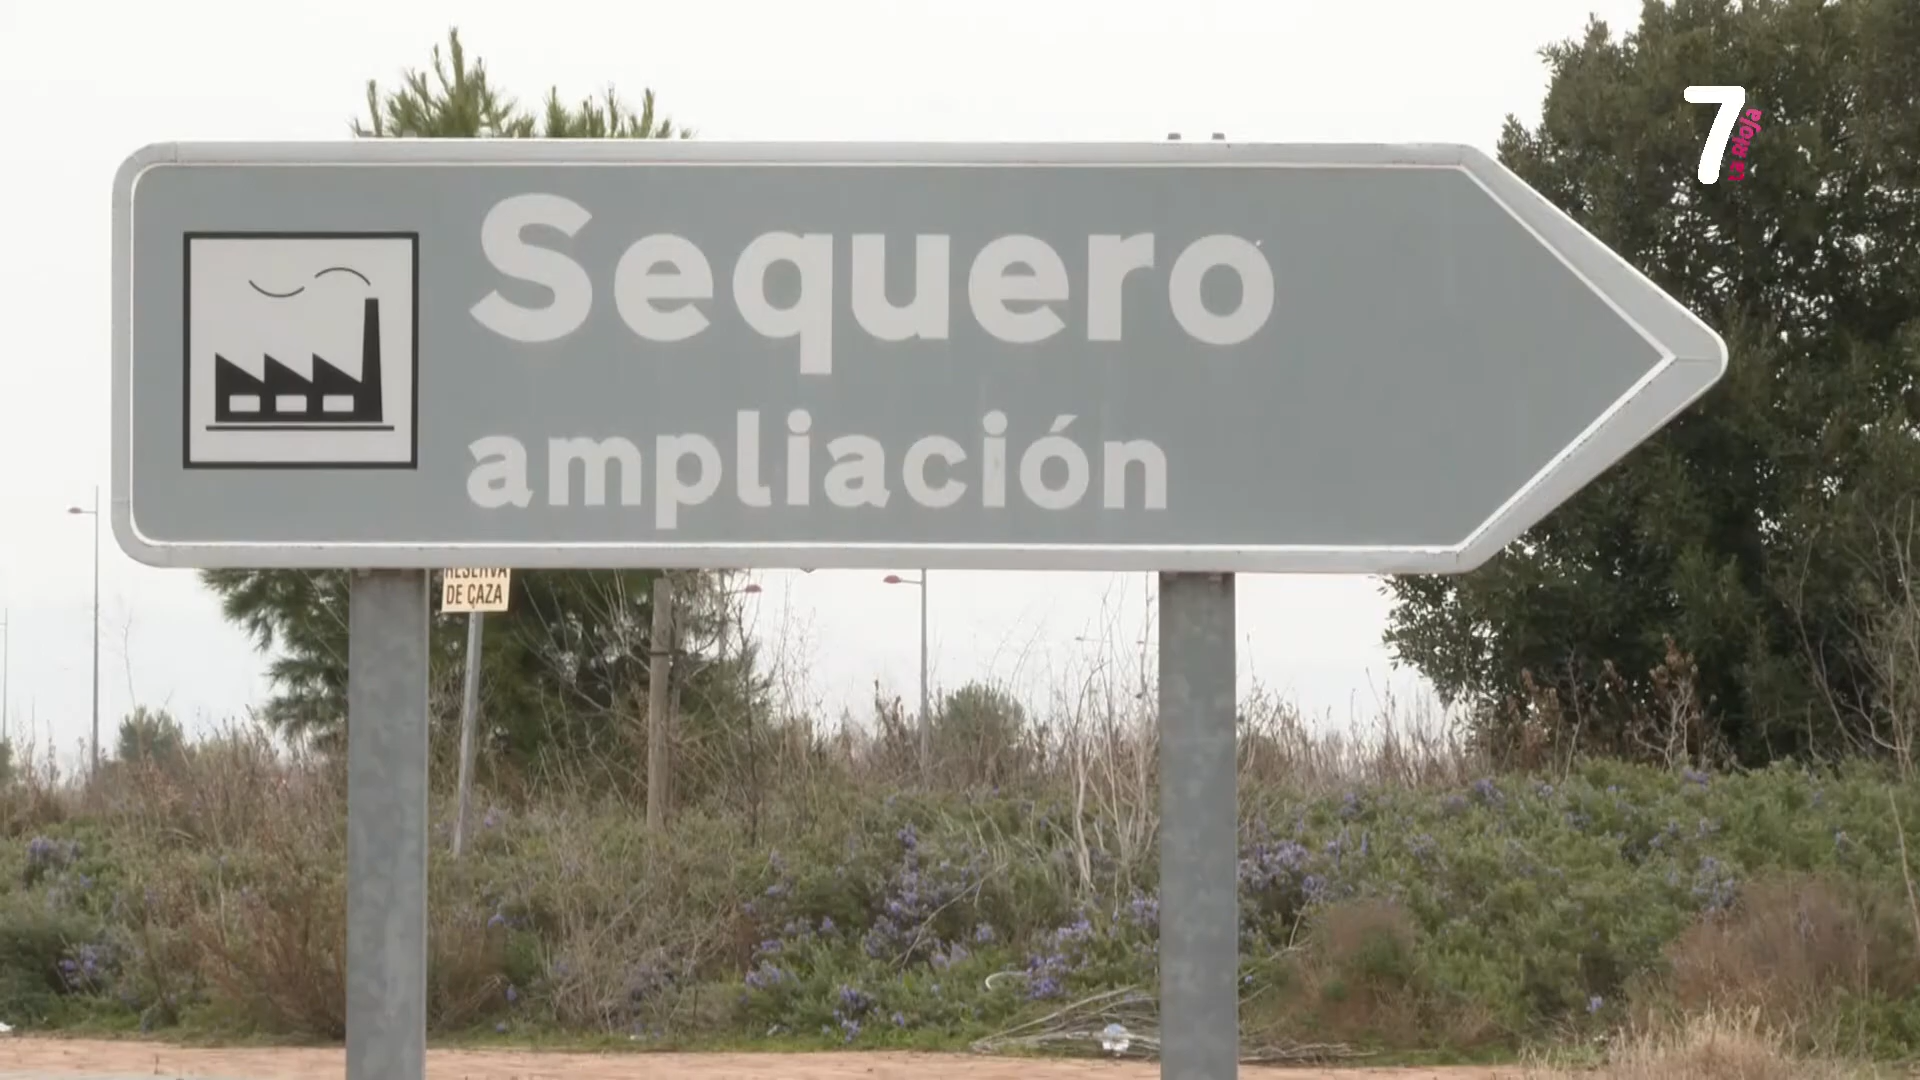 7
La Rioja
Sequero
ampliación
RESERVA
DE CAZA